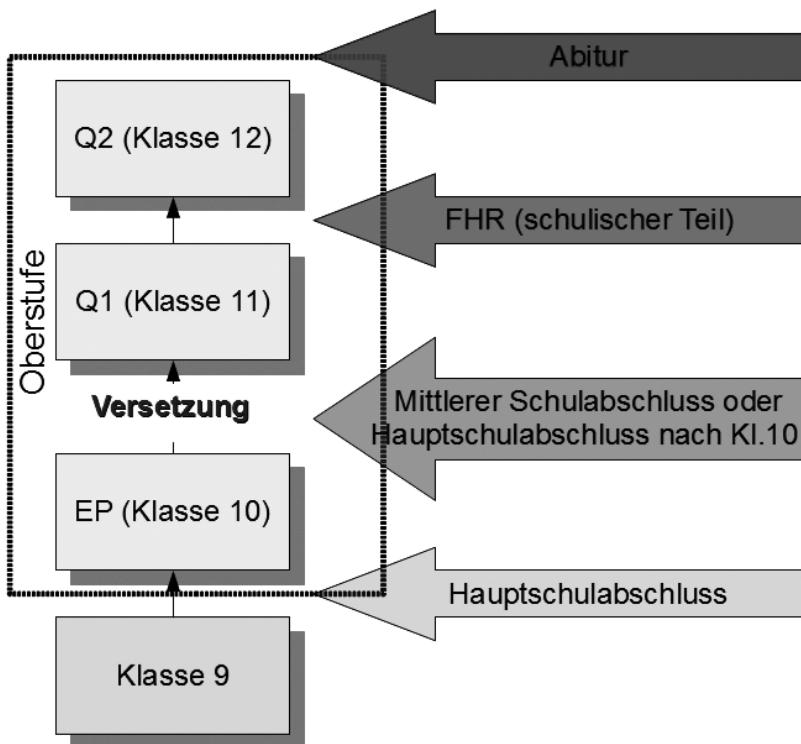 Abitur
Q2 (Klasse 12)
FHR (schulischer Teil)
Q1 (Klasse 11)
Oberstufe
Versetzung
Mittlerer Schulabschluss oder
Hauptschulabschluss nach Kl.10
EP (Klasse 10)
Hauptschulabschluss
Klasse 9